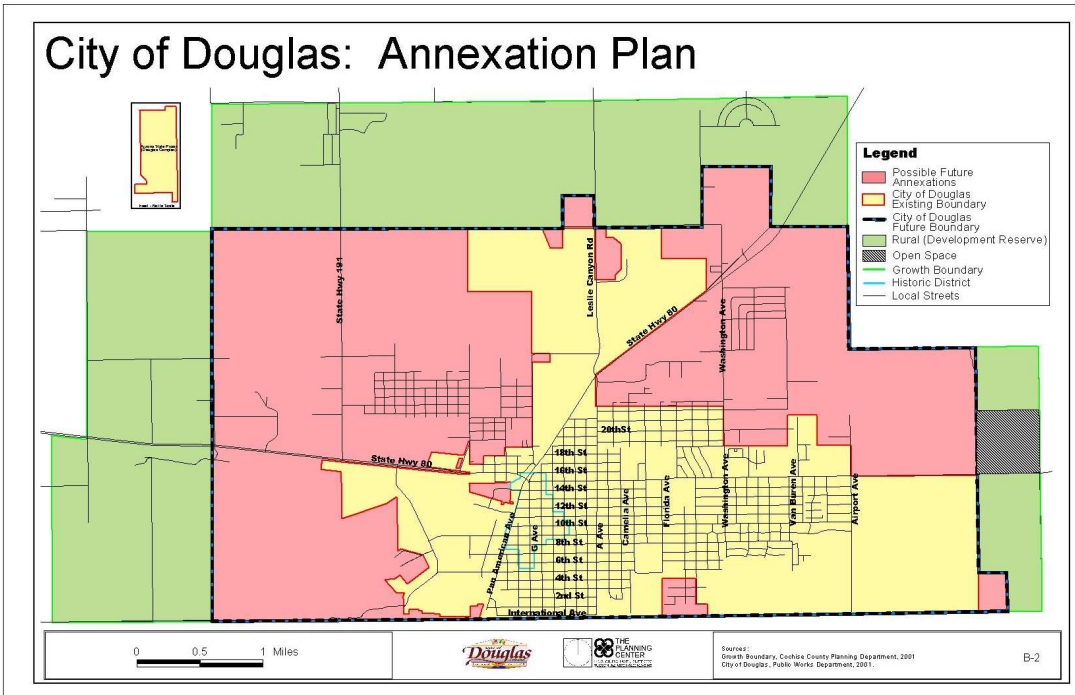 City of Douglas: Annexation Plan
Arizona State Prison
(Douglas Complex)
Legend
Possible Future
Annexations
City of Douglas
Existing Boundary
City of Douglas
Future Boundary
Rural (Development Reserve)
Open Space
Growth Boundary
Historic District
Local Streets
State Hwy 191
Leslie Canyon Rd
State Hwy 80
Washington Ave
State Hwy 80
20th St
18th St
16th St
14th St
12th St
10th St
8th St
6th St
4th St
2nd St
International Ave
Pan American Ave
G Ave
A Ave
Camelia Ave
Florida Ave
Washington Ave
Van Buren Ave
Airport Ave
0 0.5 1 Miles
Douglas
THE
PLANNING
CENTER
Sources:
Growth Boundary, Cochise County Planning Department, 2001
City of Douglas, Public Works Department, 2001.
B-2